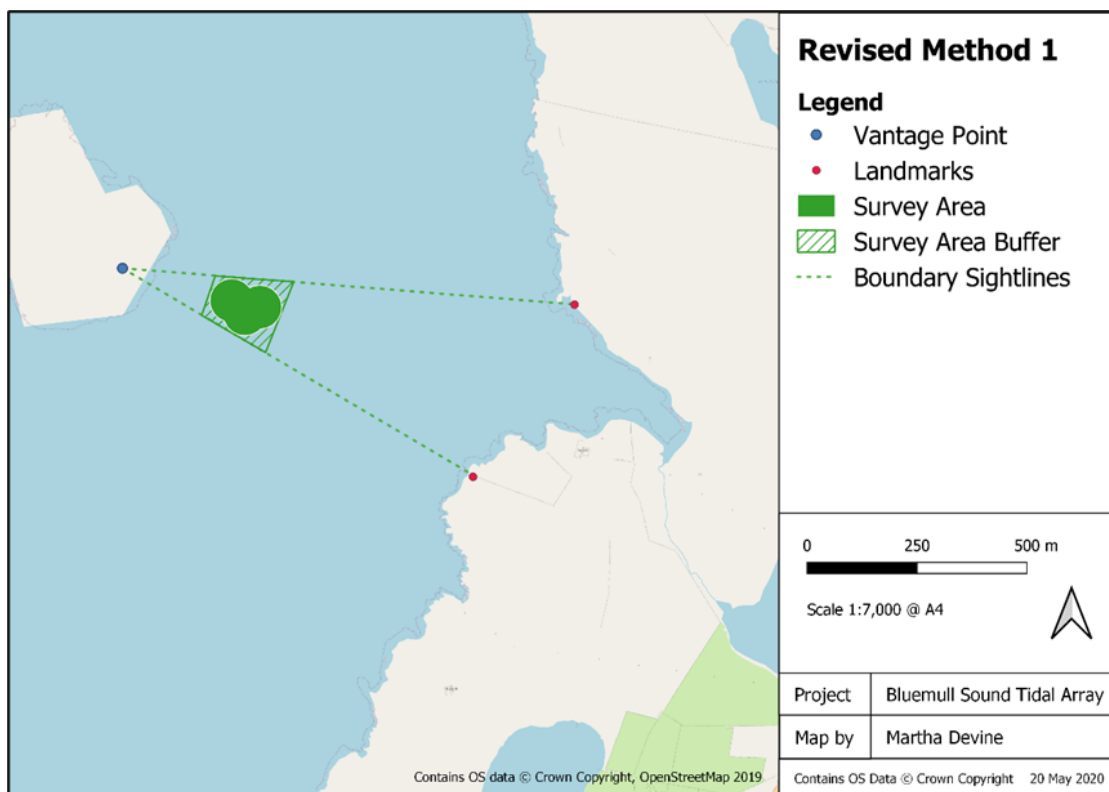 Revised Method 1
Legend
Vantage Point
Landmarks
Survey Area
Survey Area Buffer
Boundary Sightlines
0 250 500 m
Scale 1:7,000 @ A4
Project Bluemull Sound Tidal Array
Map by Martha Devine
Contains OS data © Crown Copyright, OpenStreetMap 2019
Contains OS Data © Crown Copyright 20 May 2020